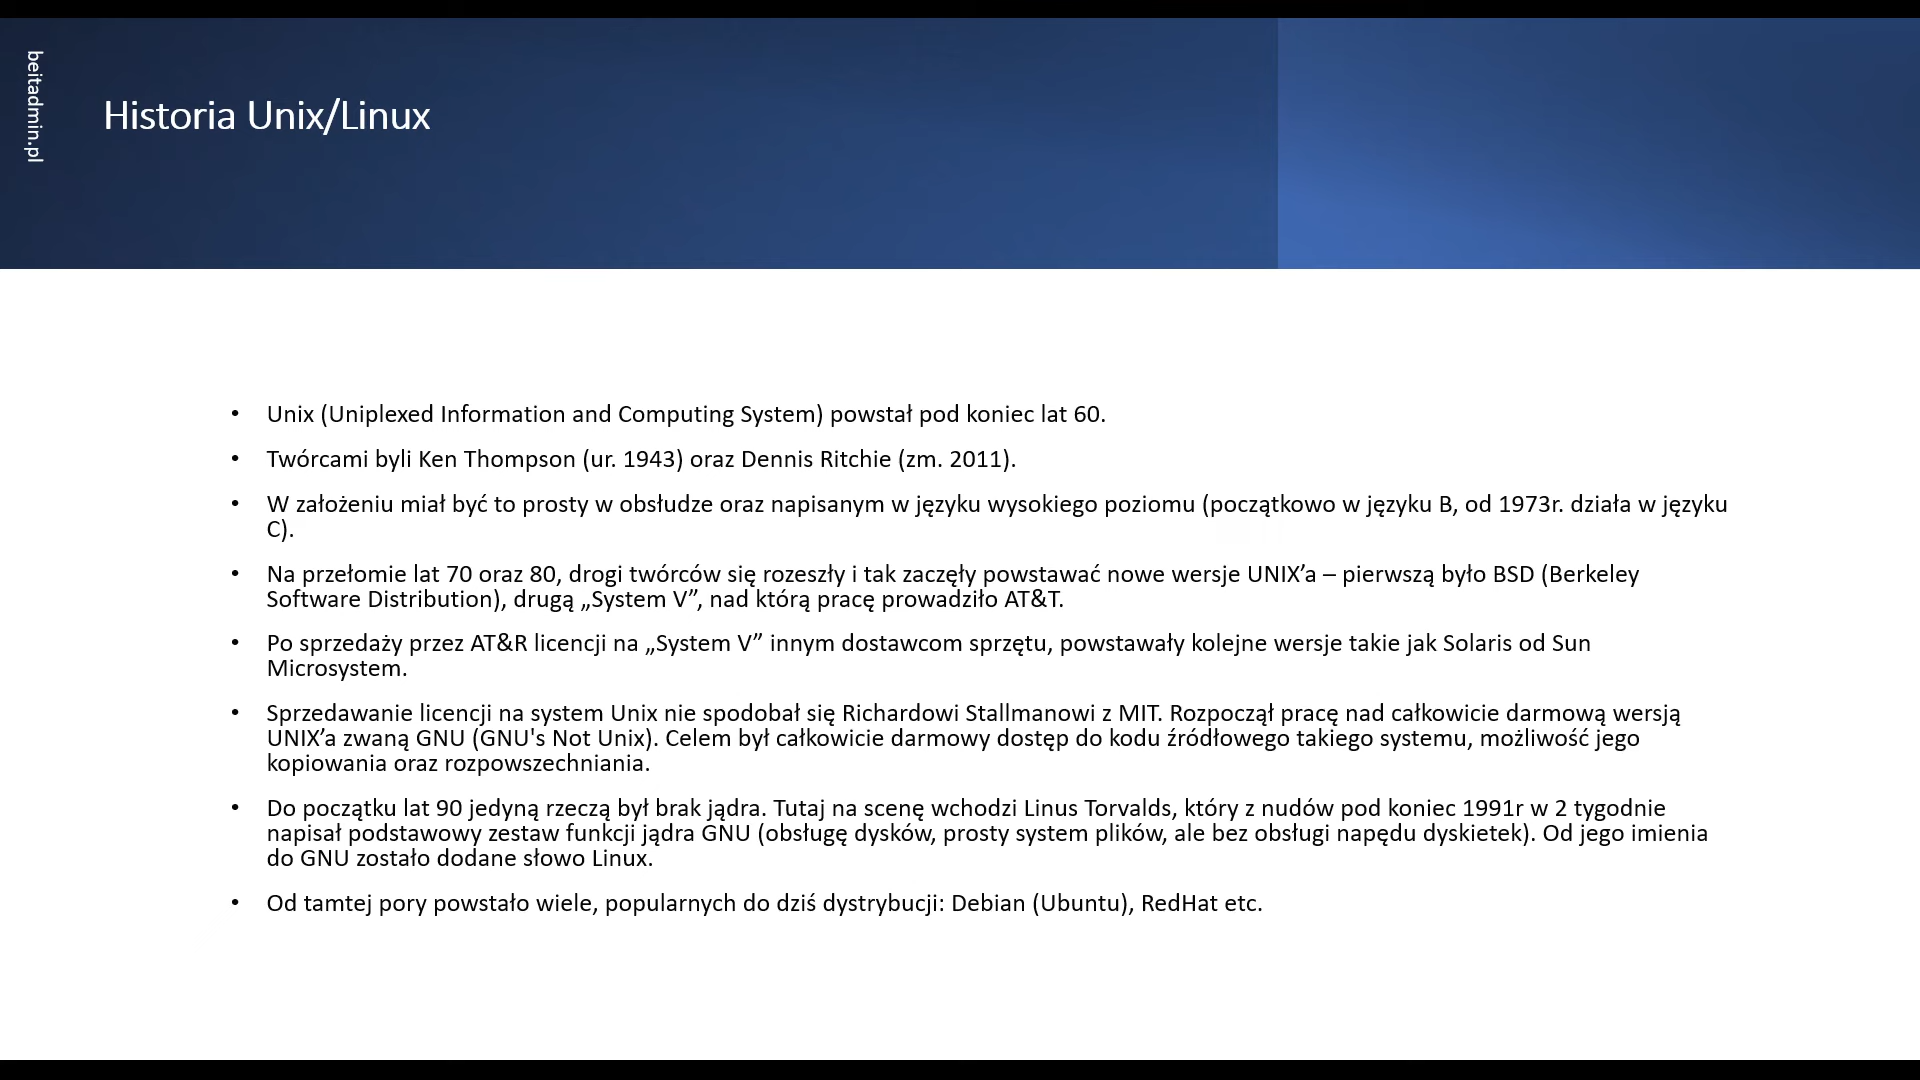 beitadmin.pl
Historia Unix/Linux
• Unix (Uniplexed Information and Computing System) powstał pod koniec lat 60.
• Twórcami byli Ken Thompson (ur. 1943) oraz Dennis Ritchie (zm. 2011).
• W założeniu miał być to prosty w obsłudze oraz napisanym w języku wysokiego poziomu (początkowo w języku B, od 1973r. działa w języku
C).
• Na przełomie lat 70 oraz 80, drogi twórców się rozeszły i tak zaczęły powstawać nowe wersje UNIX’a – pierwszą było BSD (Berkeley
Software Distribution), drugą „System V”, nad którą pracę prowadziło AT&T.
• Po sprzedaży przez AT&R licencji na „System V” innym dostawcom sprzętu, powstawały kolejne wersje takie jak Solaris od Sun
Microsystem.
• Sprzedawanie licencji na system Unix nie spodobał się Richardowi Stallmanowi z MIT. Rozpoczął pracę nad całkowicie darmową wersją
UNIX’a zwaną GNU (GNU's Not Unix). Celem był całkowicie darmowy dostęp do kodu źródłowego takiego systemu, możliwość jego
kopiowania oraz rozpowszechniania.
• Do początku lat 90 jedyną rzeczą był brak jądra. Tutaj na scenę wchodzi Linus Torvalds, który z nudów pod koniec 1991r w 2 tygodnie
napisał podstawowy zestaw funkcji jądra GNU (obsługę dysków, prosty system plików, ale bez obsługi napędu dyskietek). Od jego imienia
do GNU zostało dodane słowo Linux.
• Od tamtej pory powstało wiele, popularnych do dziś dystrybucji: Debian (Ubuntu), RedHat etc.